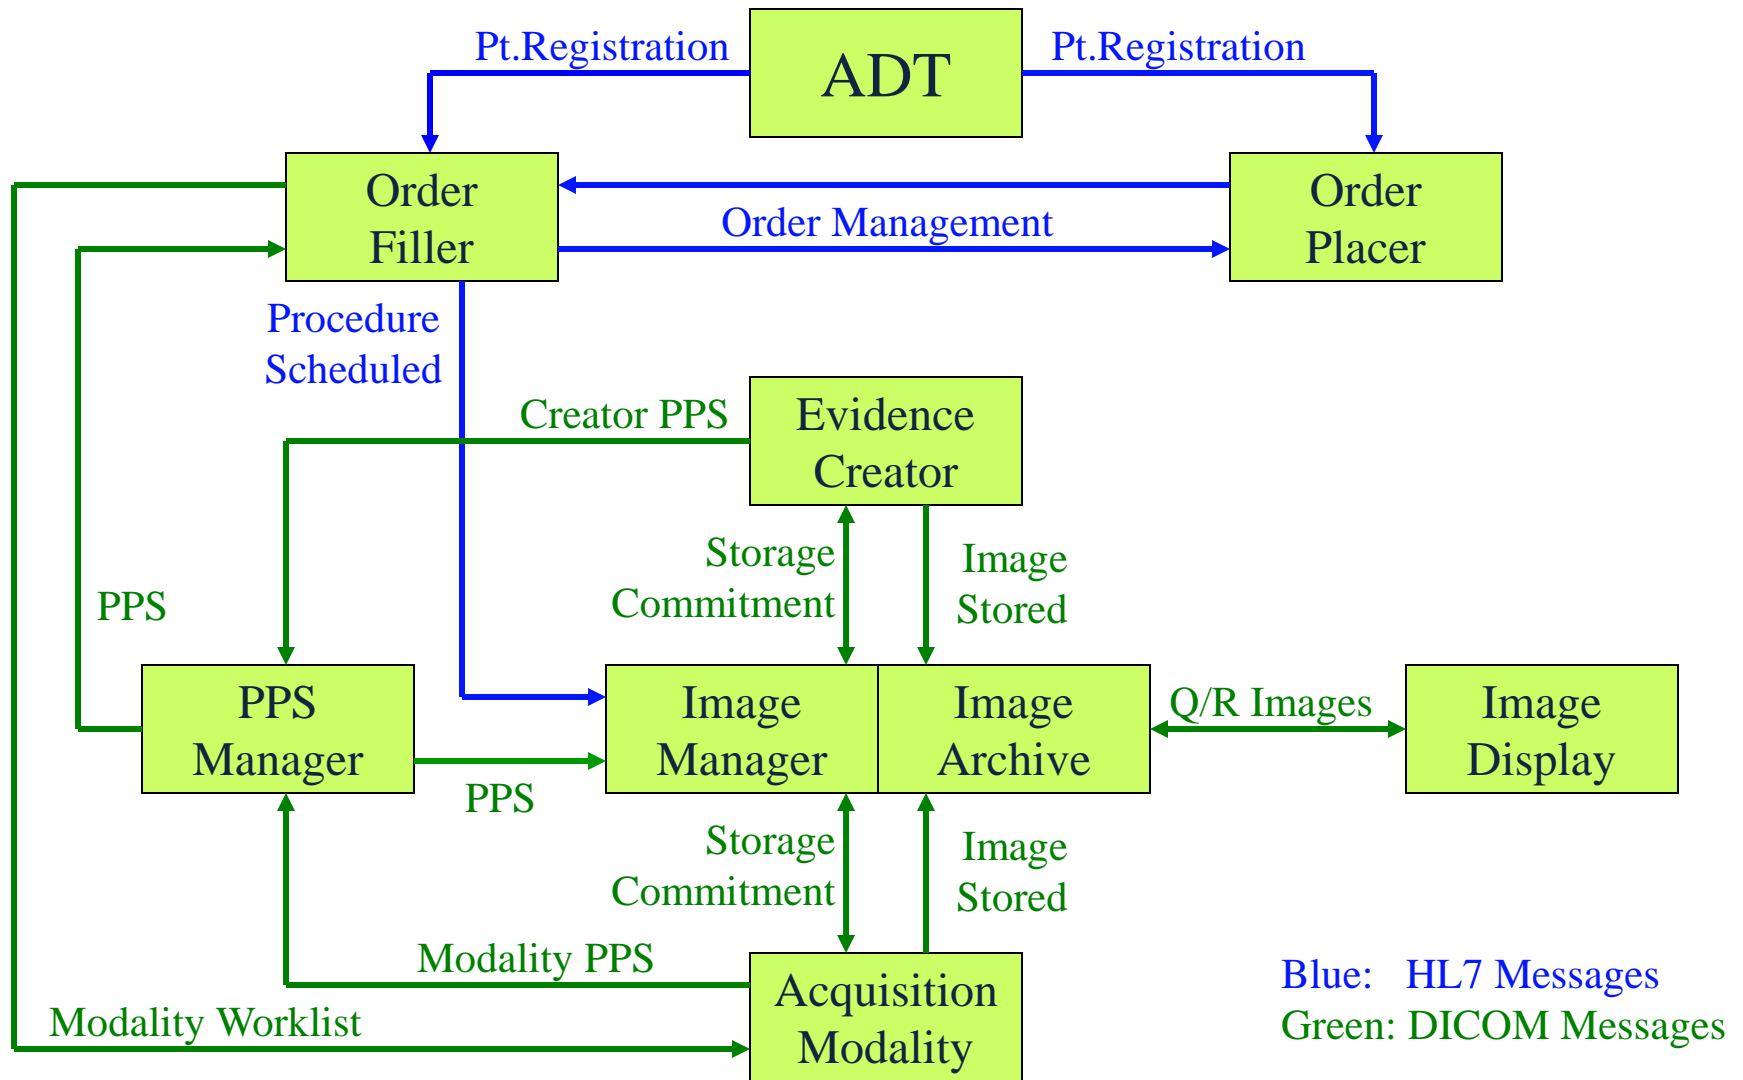 Pt.Registration
ADT
Pt.Registration
Order
Filler
Order Management
Order
Placer
Procedure
Scheduled
Creator PPS
Evidence
Creator
Storage
Commitment
Image
Stored
PPS
PPS
Manager
PPS
Image
Manager
Image
Archive
Q/R Images
Image
Display
Storage
Commitment
Image
Stored
Modality PPS
Modality Worklist
Acquisition
Modality
Blue: HL7 Messages
Green: DICOM Messages